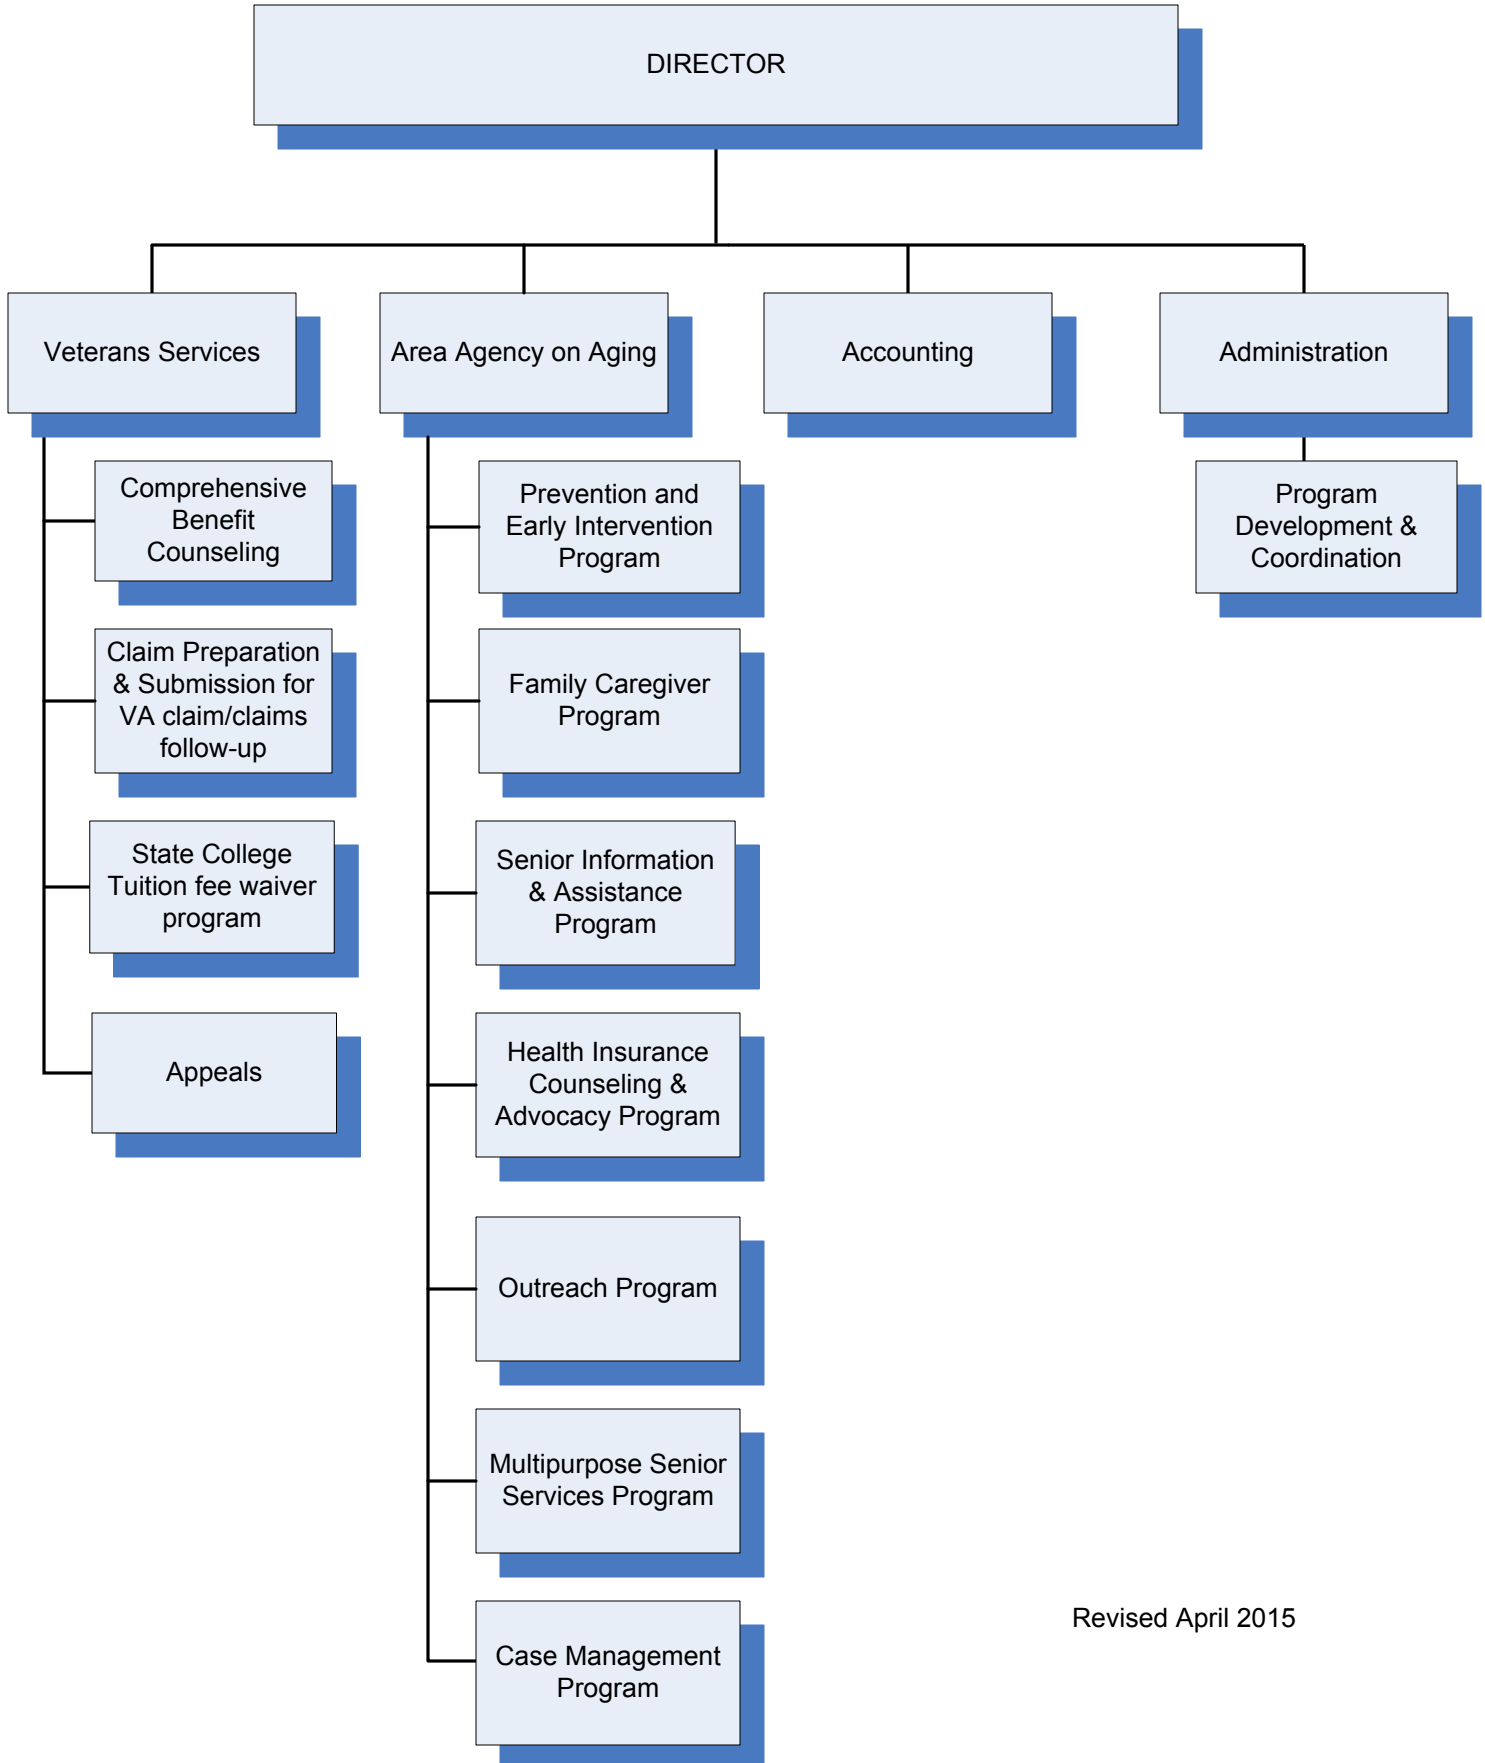 DIRECTOR
Veterans Services
Area Agency on Aging
Accounting
Administration
Comprehensive
Benefit
Counseling
Claim Preparation
& Submission for
VA claim/claims
follow-up
State College
Tuition fee waiver
program
Appeals
Prevention and
Early Intervention
Program
Family Caregiver
Program
Senior Information
& Assistance
Program
Health Insurance
Counseling &
Advocacy Program
Outreach Program
Multipurpose Senior
Services Program
Case Management
Program
Program
Development &
Coordination
Revised April 2015